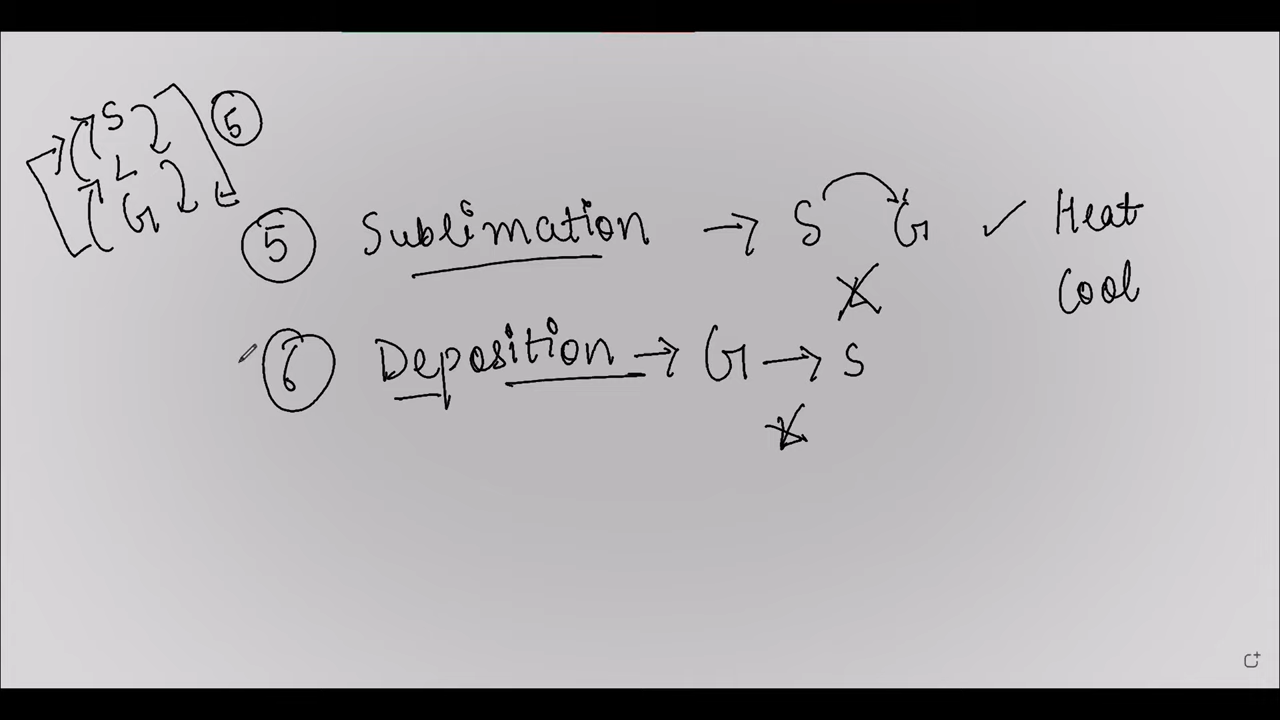 S
L
G
5
5 Sublimation → S G ✓ Heat
L Cool
6 Deposition → G → S
L